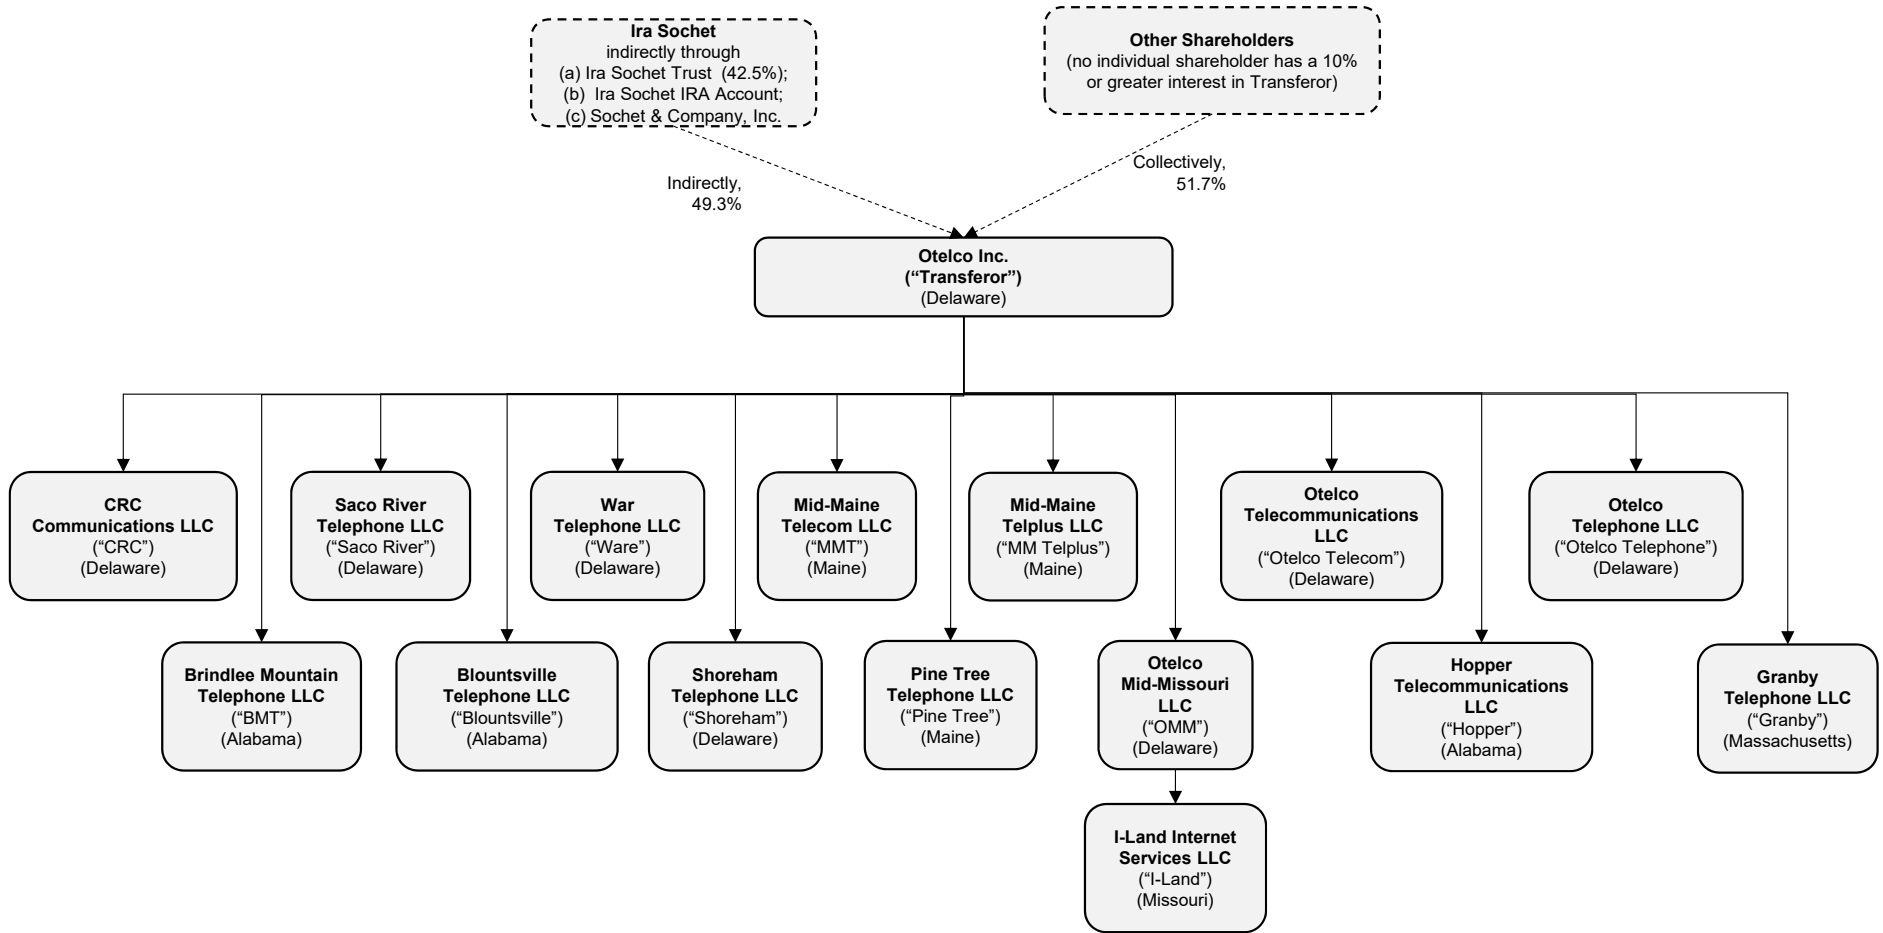 Ira Sochet
indirectly through
(a) Ira Sochet Trust (42.5%);
(b) Ira Sochet IRA Account;
(c) Sochet & Company, Inc.
Other Shareholders
(no individual shareholder has a 10%
or greater interest in Transferor)
Indirectly,
49.3%
Collectively,
51.7%
Otelco Inc.
(“Transferor”)
(Delaware)
CRC
Communications LLC
(“CRC”)
(Delaware)
Saco River
Telephone LLC
(“Saco River”)
(Delaware)
War
Telephone LLC
(“Ware”)
(Delaware)
Mid-Maine
Telecom LLC
(“MMT”)
(Maine)
Mid-Maine
Telplus LLC
(“MM Telplus”)
(Maine)
Otelco
Telecommunications
LLC
(“Otelco Telecom”)
(Delaware)
Otelco
Telephone LLC
(“Otelco Telephone”)
(Delaware)
Brindlee Mountain
Telephone LLC
(“BMT”)
(Alabama)
Blountsville
Telephone LLC
(“Blountsville”)
(Alabama)
Shoreham
Telephone LLC
(“Shoreham”)
(Delaware)
Pine Tree
Telephone LLC
(“Pine Tree”)
(Maine)
Otelco
Mid-Missouri
LLC
(“OMM”)
(Delaware)
Hopper
Telecommunications
LLC
(“Hopper”)
(Alabama)
Granby
Telephone LLC
(“Granby”)
(Massachusetts)
I-Land Internet
Services LLC
(“I-Land”)
(Missouri)